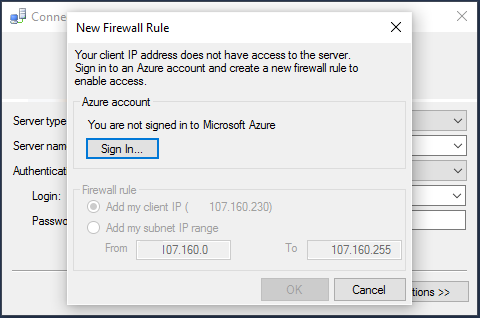 Conne
New Firewall Rule
Your client IP address does not have access to the server.
Sign in to an Azure account and create a new firewall rule to
enable access.
Azure account
Server type
You are not signed in to Microsoft Azure
Server nam
Sign In...
Authenticat
Firewall rule
Login:
Add my client IP ( 107.160.230)
Passwo
Add my subnet IP range
From 107.160.0 To 107.160.255
OK Cancel tions >>